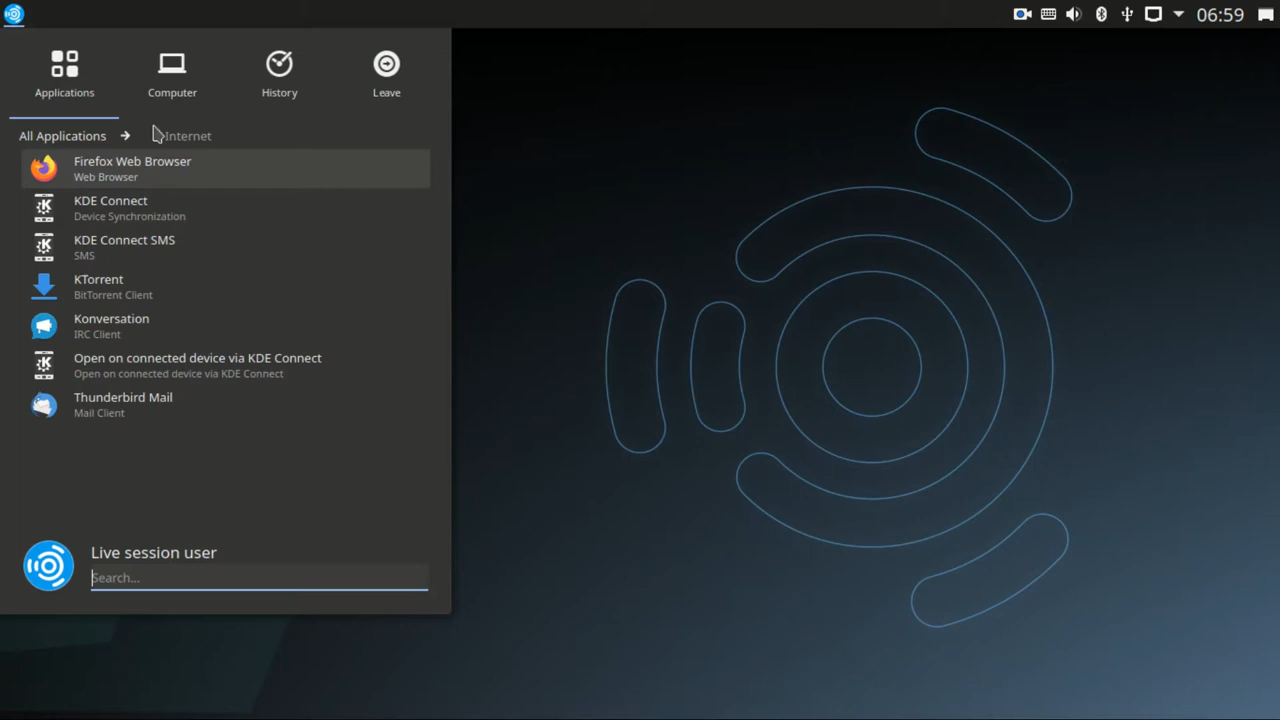 06:59
Applications
Computer
History
Leave
All Applications
Internet
Firefox Web Browser
Web Browser
KDE Connect
Device Synchronization
KDE Connect SMS
SMS
KTorrent
BitTorrent Client
Konversation
IRC Client
Open on connected device via KDE Connect
Open on connected device via KDE Connect
Thunderbird Mail
Mail Client
Live session user
Search...